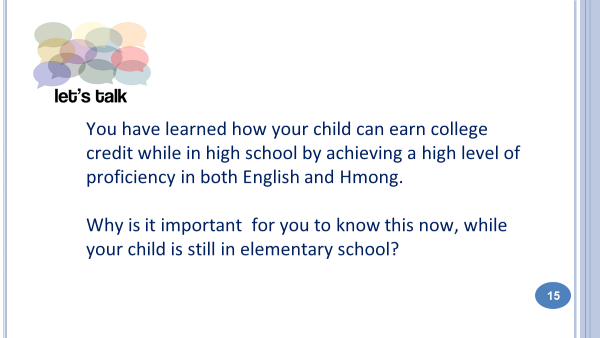 let's talk
You have learned how your child can earn college
credit while in high school by achieving a high level of
proficiency in both English and Hmong.
Why is it important  for you to know this now, while
your child is still in elementary school?
15